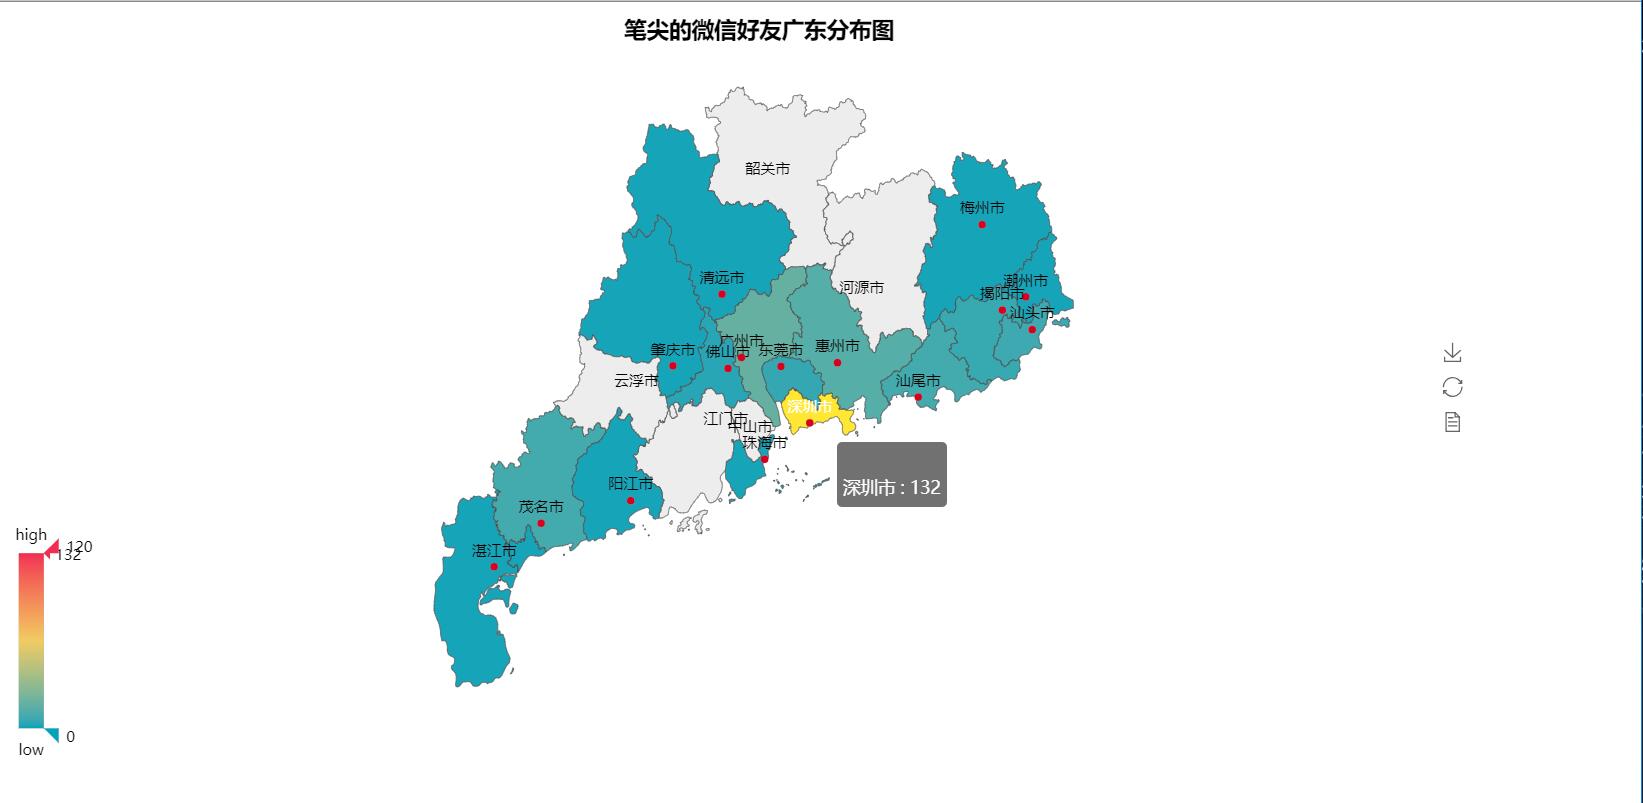 笔尖的微信好友广东分布图
韶关市
梅州市
清远市
潮州市
河源市
揭阳市
汕头市
广州市
肇庆市
佛山市
东莞市
惠州市
云浮市
汕尾市
深圳市
江门市
中山市
珠海市
深圳市 : 132
阳江市
茂名市
湛江市
high
120
132
0
low